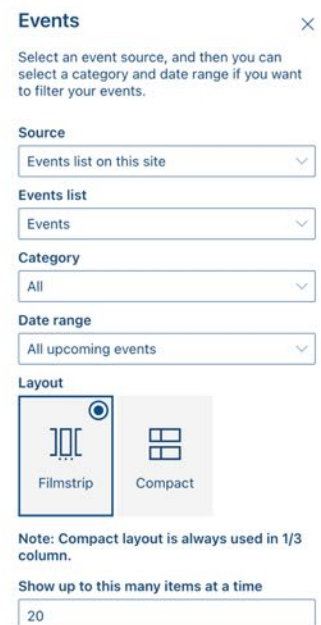 Events
Select an event source, and then you can
select a category and date range if you want
to filter your events.
Source
Events list on this site
Events list
Events
Category
All
Date range
All upcoming events
Layout
Filmstrip
Compact
Note: Compact layout is always used in 1/3
column.
Show up to this many items at a time
20